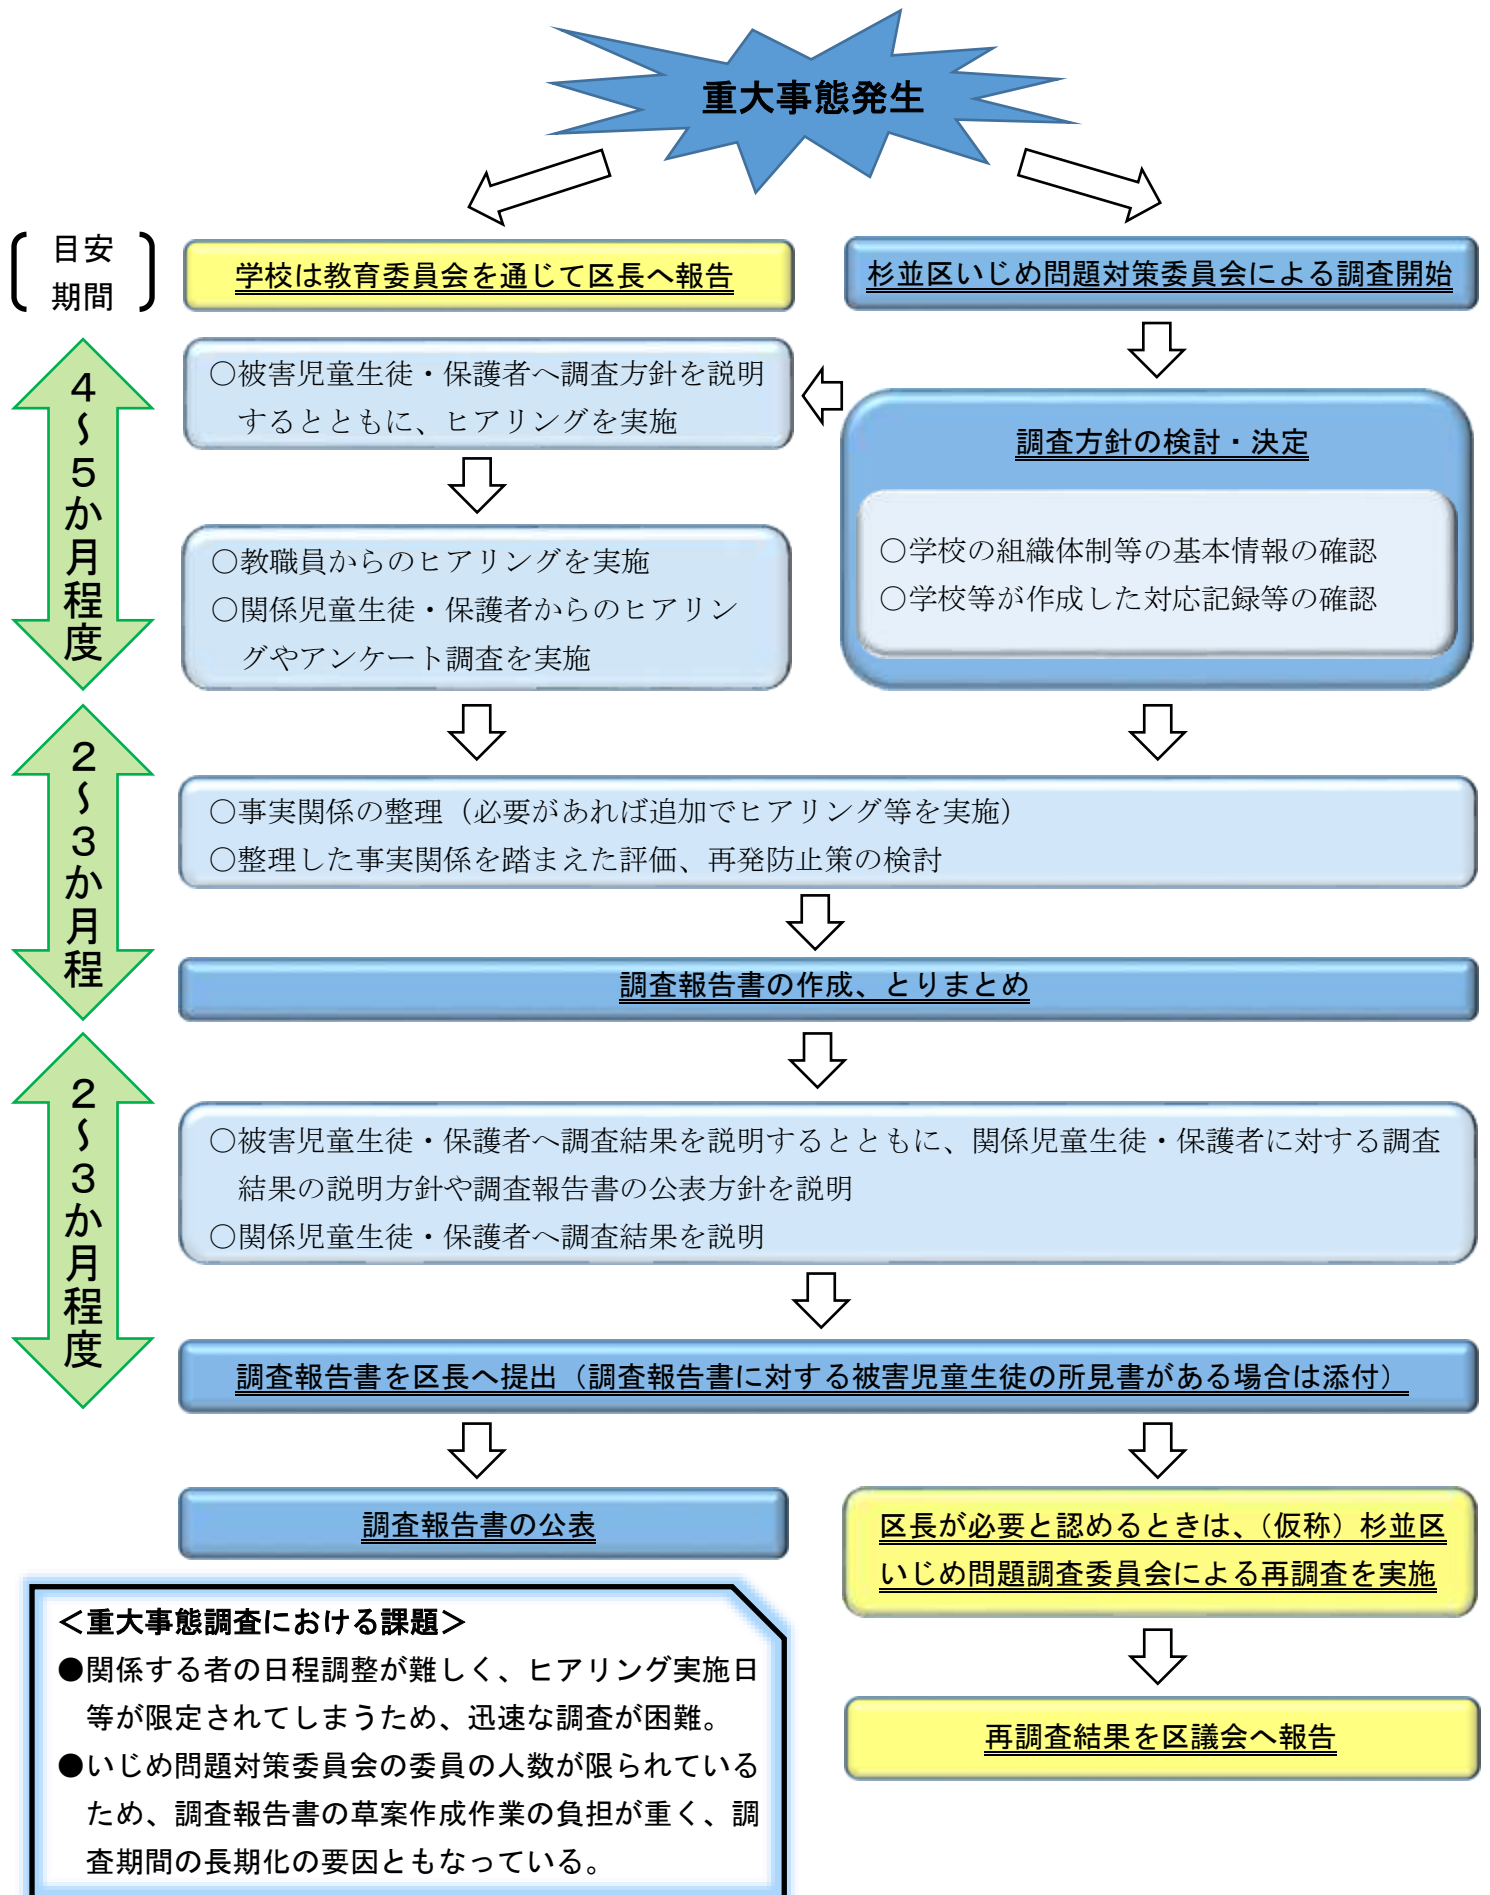 重大事態発生
目安
期間
学校は教育委員会を通じて区長へ報告
杉並区いじめ問題対策委員会による調査開始
4～5か月程度
○被害児童生徒・保護者へ調査方針を説明
するとともに、ヒアリングを実施
調査方針の検討・決定
○学校の組織体制等の基本情報の確認
○学校等が作成した対応記録等の確認
○教職員からのヒアリングを実施
○関係児童生徒・保護者からのヒアリン
グやアンケート調査を実施
2～3か月程
○事実関係の整理（必要があれば追加でヒアリング等を実施）
○整理した事実関係を踏まえた評価、再発防止策の検討
調査報告書の作成、とりまとめ
2～3か月程度
○被害児童生徒・保護者へ調査結果を説明するとともに、関係児童生徒・保護者に対する調査
結果の説明方針や調査報告書の公表方針を説明
○関係児童生徒・保護者へ調査結果を説明
調査報告書を区長へ提出（調査報告書に対する被害児童生徒の所見書がある場合は添付）
調査報告書の公表
区長が必要と認めるときは、（仮称）杉並区
いじめ問題調査委員会による再調査を実施
再調査結果を区議会へ報告
＜重大事態調査における課題＞
●関係する者の日程調整が難しく、ヒアリング実施日
等が限定されてしまうため、迅速な調査が困難。
●いじめ問題対策委員会の委員の人数が限られている
ため、調査報告書の草案作成作業の負担が重く、調
査期間の長期化の要因ともなっている。